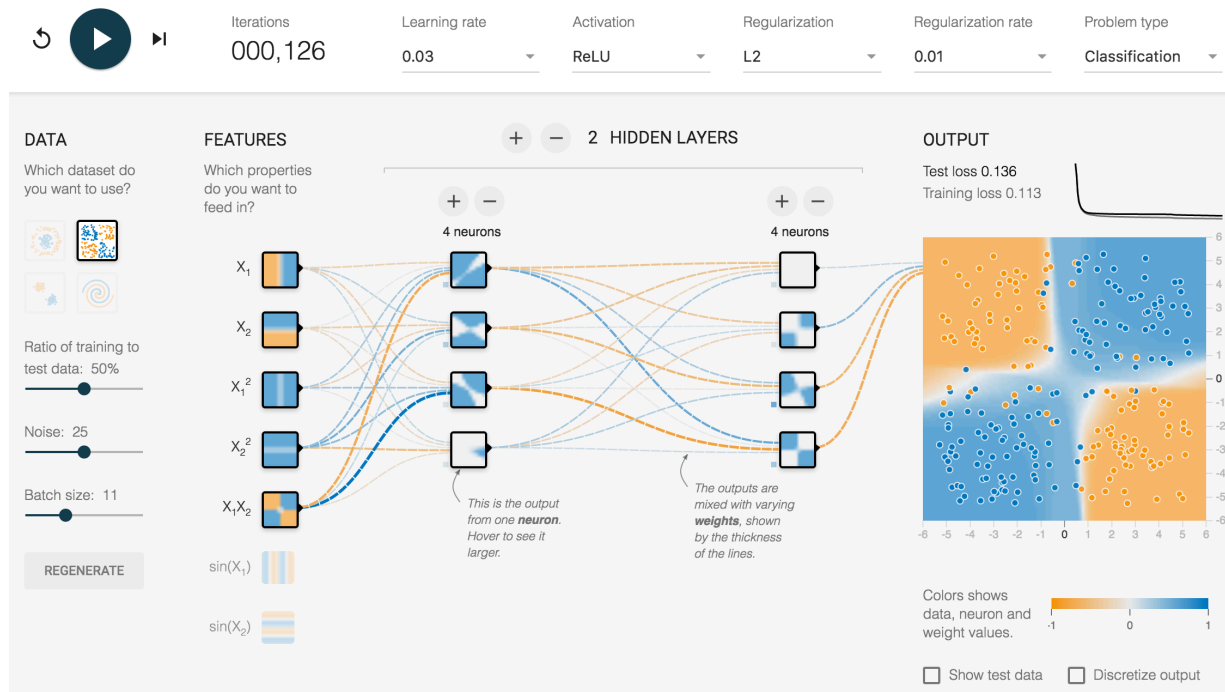 Iterations
000,126
Learning rate
0.03
Activation
ReLU
Regularization
L2
Regularization rate
0.01
Problem type
Classification
DATA
Which dataset do
you want to use?
Ratio of training to
test data: 50%
Noise: 25
Batch size: 11
REGENERATE
FEATURES
Which properties
do you want to
feed in?
X₁
X₂
X₁²
X₂²
X₁X₂
sin(X₁)
sin(X₂)
+ − 2 HIDDEN LAYERS
+ −
4 neurons
+ −
4 neurons
This is the output
from one neuron.
Hover to see it
larger.
The outputs are
mixed with varying
weights, shown
by the thickness
of the lines.
OUTPUT
Test loss 0.136
Training loss 0.113
6
5
4
3
2
1
0
-1
-2
-3
-4
-5
-6
-6 -5 -4 -3 -2 -1 0 1 2 3 4 5 6
Colors shows
data, neuron and
weight values.
-1 0 1
Show test data
Discretize output